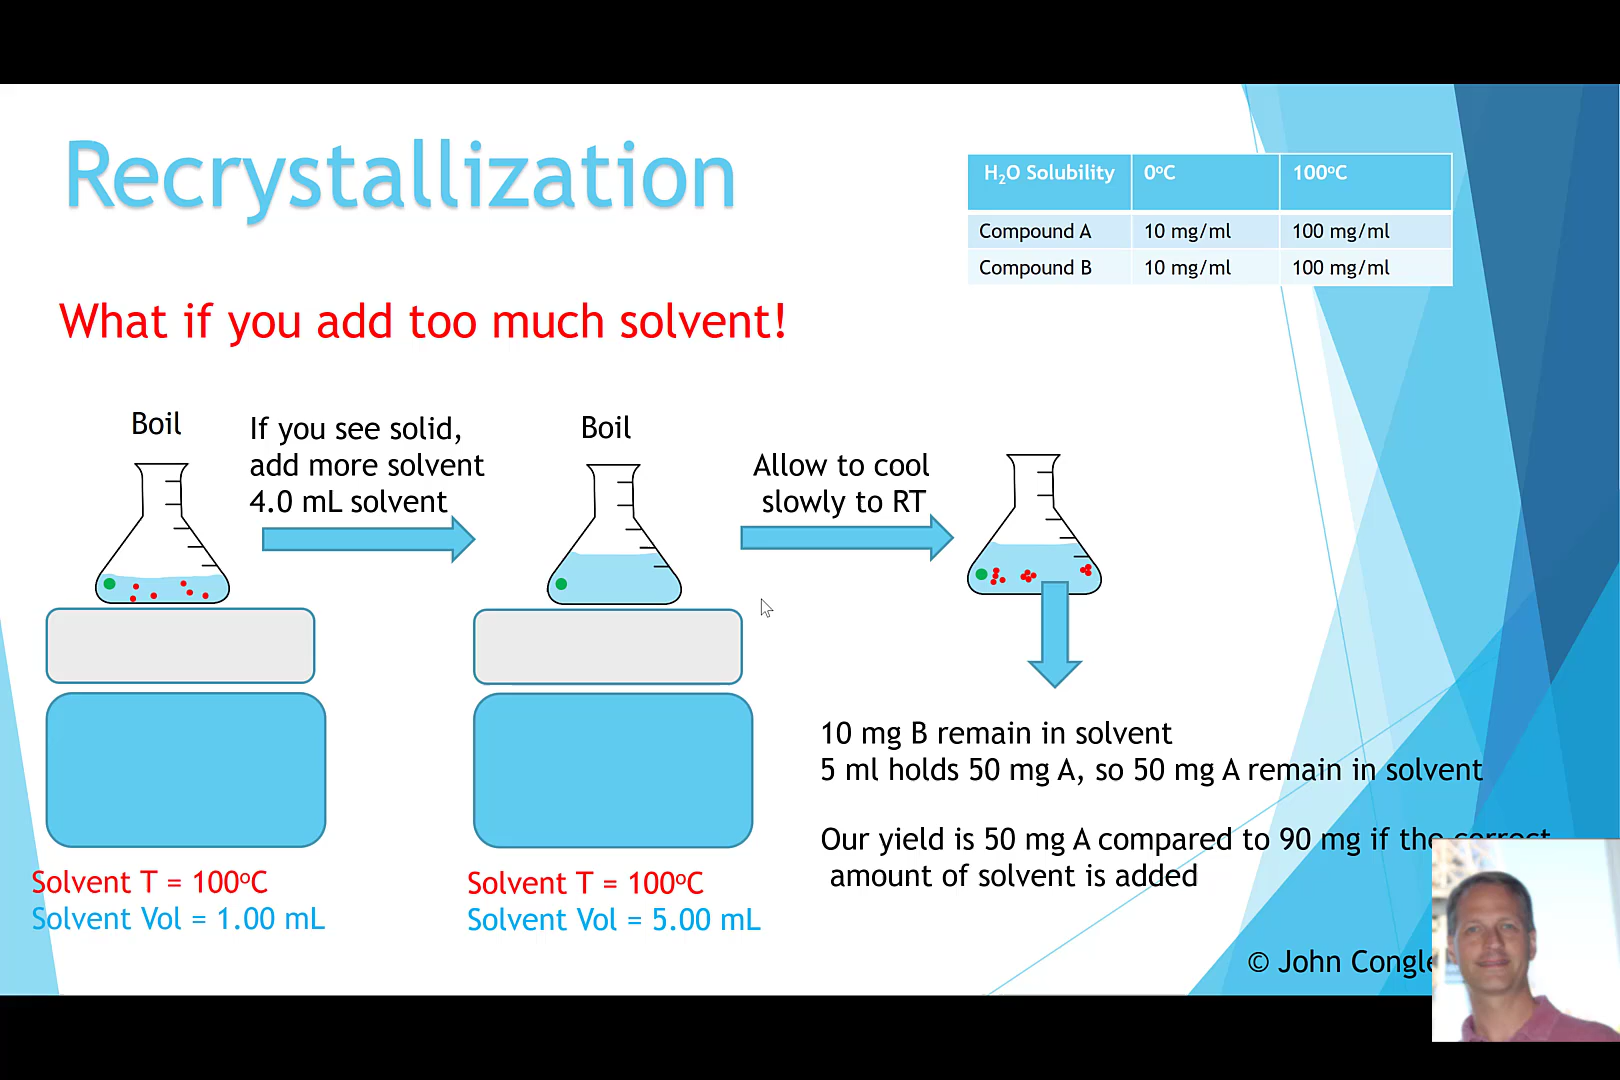 Recrystallization
H₂O Solubility 0ºC 100ºC
Compound A 10 mg/ml 100 mg/ml
Compound B 10 mg/ml 100 mg/ml
What if you add too much solvent!
Boil
If you see solid,
add more solvent
4.0 mL solvent
Boil
Allow to cool
slowly to RT
10 mg B remain in solvent
5 ml holds 50 mg A, so 50 mg A remain in solvent
Our yield is 50 mg A compared to 90 mg if the correct
amount of solvent is added
Solvent T = 100ºC
Solvent Vol = 1.00 mL
Solvent T = 100ºC
Solvent Vol = 5.00 mL
© John